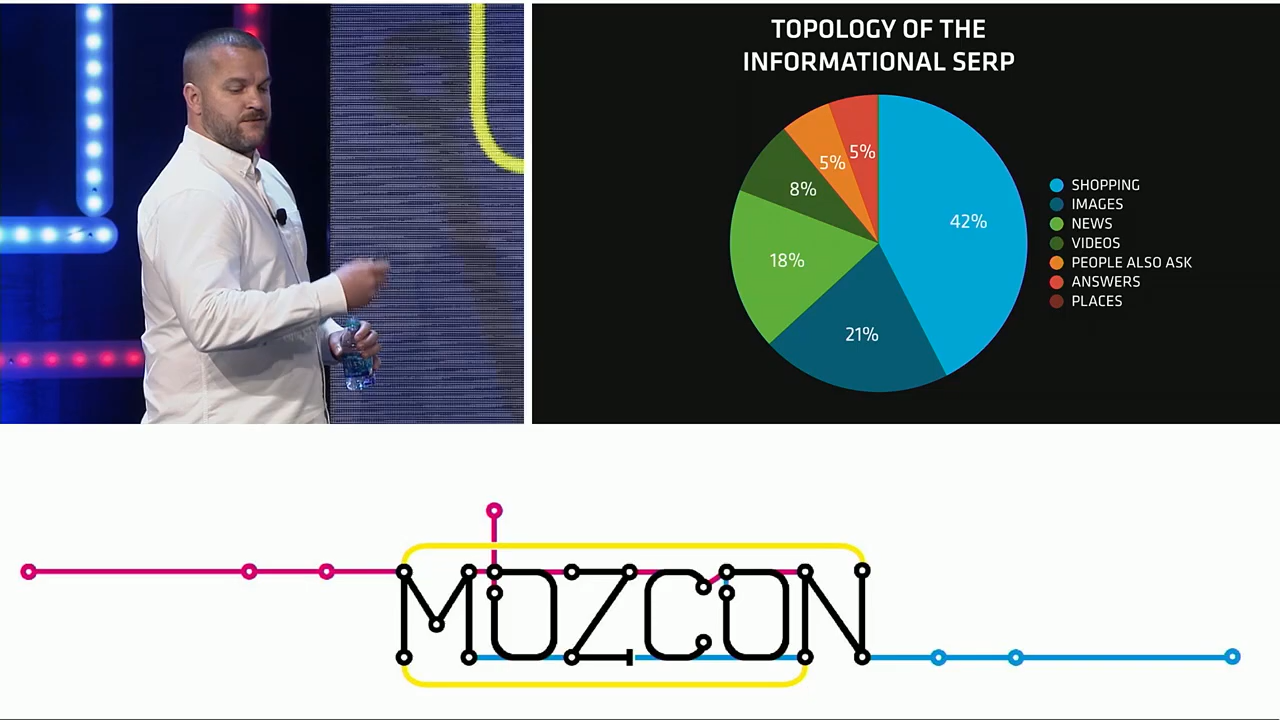 TOPOLOGY OF THE
INFORMATIONAL SERP
5%
5%
8%
42%
18%
21%
SHOPPING
IMAGES
NEWS
VIDEOS
PEOPLE ALSO ASK
ANSWERS
PLACES
MOZCON